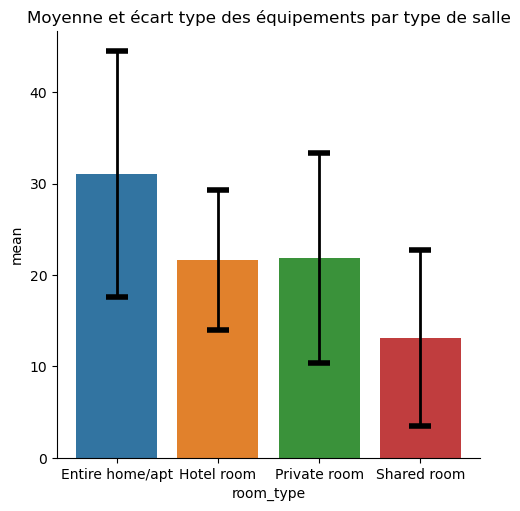 Moyenne et écart type des équipements par type de salle
mean
40
30
20
10
0
Entire home/apt Hotel room Private room Shared room
room_type